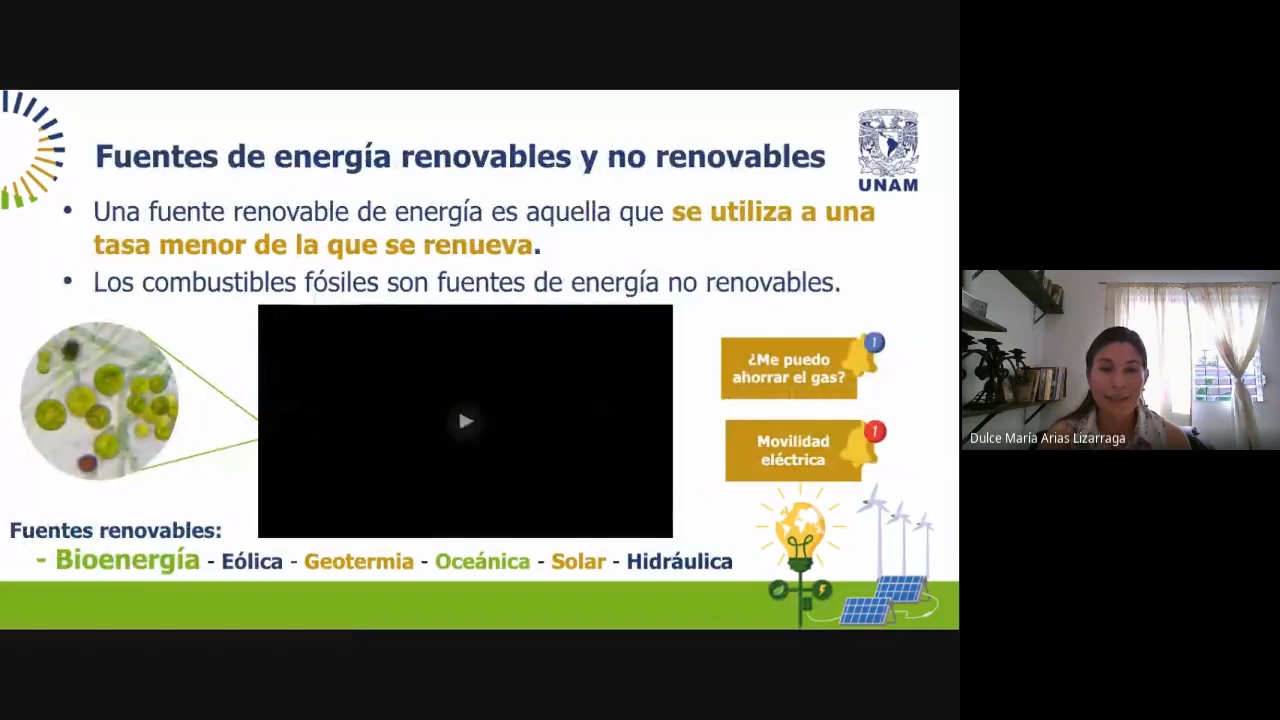 Fuentes de energía renovables y no renovables
UNAM
• Una fuente renovable de energía es aquella que se utiliza a una
tasa menor de la que se renueva.
• Los combustibles fósiles son fuentes de energía no renovables.
¿Me puedo
ahorrar el gas?
1
Movilidad
eléctrica
1
Dulce María Arias Lizarraga
Fuentes renovables:
- Bioenergía - Eólica - Geotermia - Oceánica - Solar - Hidráulica